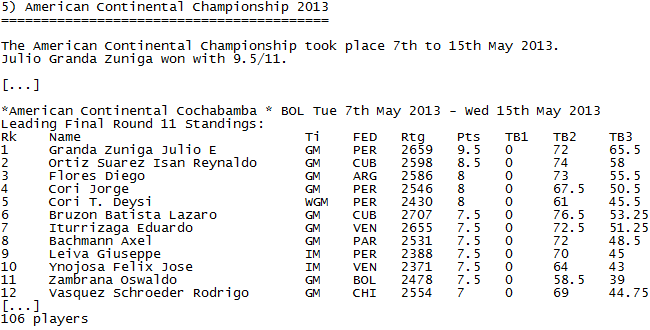 5) American Continental Championship 2013
=========================================
The American Continental Championship took place 7th to 15th May 2013.
Julio Granda Zuniga won with 9.5/11.
[...]
*American Continental Cochabamba * BOL Tue 7th May 2013 - Wed 15th May 2013
Leading Final Round 11 Standings:
Rk Name Ti FED Rtg Pts TB1 TB2 TB3
1 Granda Zuniga Julio E GM PER 2659 9.5 0 72 65.5
2 Ortiz Suarez Isan Reynaldo GM CUB 2598 8.5 0 74 58
3 Flores Diego GM ARG 2586 8 0 73 55.5
4 Cori Jorge GM PER 2546 8 0 67.5 50.5
5 Cori T. Deysi WGM PER 2430 8 0 61 45.5
6 Bruzon Batista Lazaro GM CUB 2707 7.5 0 76.5 53.25
7 Iturrizaga Eduardo GM VEN 2655 7.5 0 72.5 51.25
8 Bachmann Axel GM PAR 2531 7.5 0 72 48.5
9 Leiva Giuseppe IM PER 2388 7.5 0 70 45
10 Ynojosa Felix Jose IM VEN 2371 7.5 0 64 43
11 Zambrana Oswaldo GM BOL 2478 7.5 0 58.5 39
12 Vasquez Schroeder Rodrigo GM CHI 2554 7 0 69 44.75
[...]
106 players